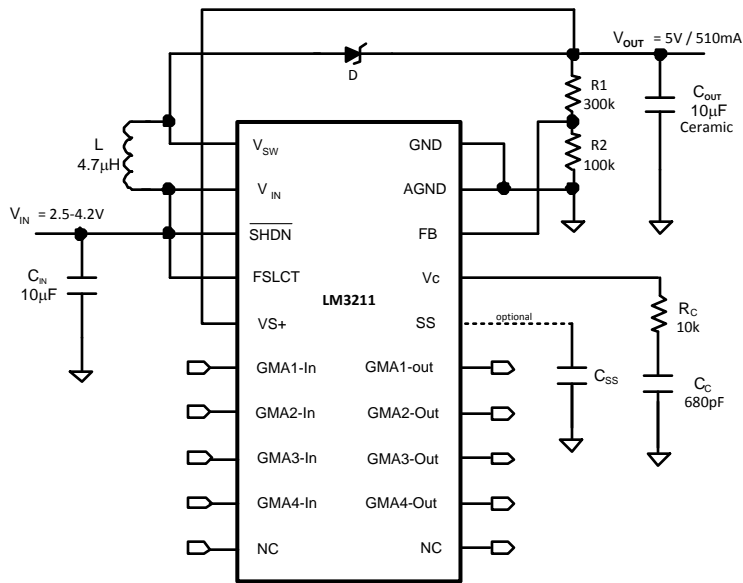 V_OUT = 5V / 510mA
D
R1
300k
C_OUT
10μF
Ceramic
L
4.7μH
V_SW
GND
R2
100k
V_IN
AGND
V_IN = 2.5-4.2V
SHDN
FB
C_IN
10μF
FSLCT
Vc
LM3211
VS+
SS
optional
R_C
10k
GMA1-In
GMA1-out
C_SS
C_C
680pF
GMA2-In
GMA2-Out
GMA3-In
GMA3-Out
GMA4-In
GMA4-Out
NC
NC